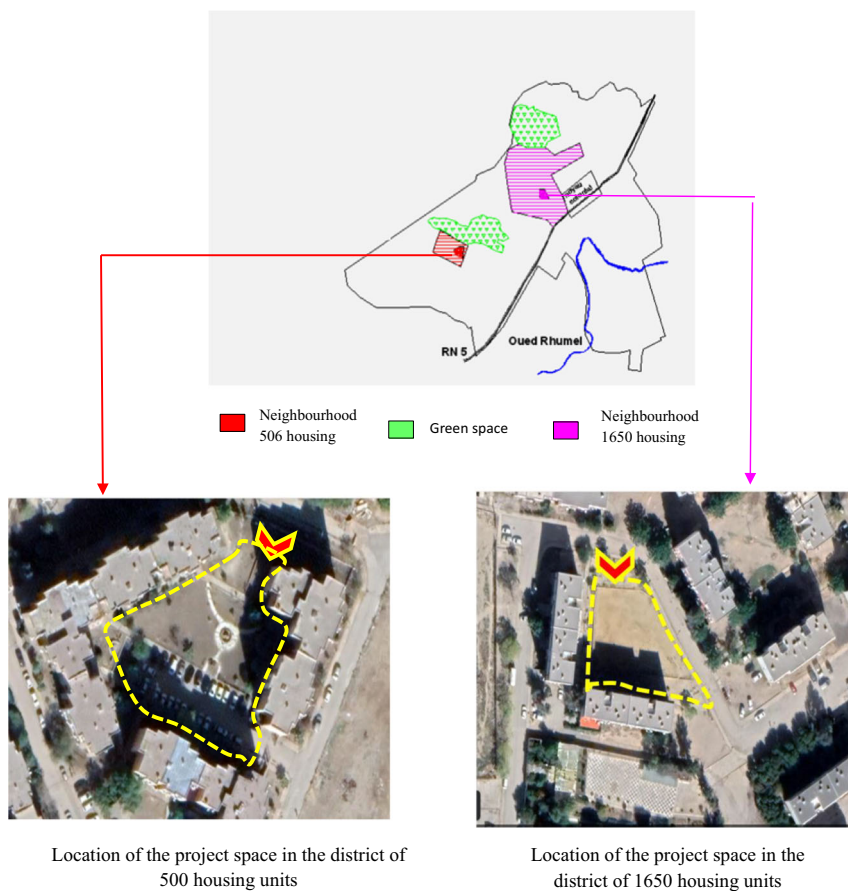 RN 5
Oued Rhumel
Neighbourhood
506 housing
Green space
Neighbourhood
1650 housing
Location of the project space in the district of
500 housing units
Location of the project space in the
district of 1650 housing units